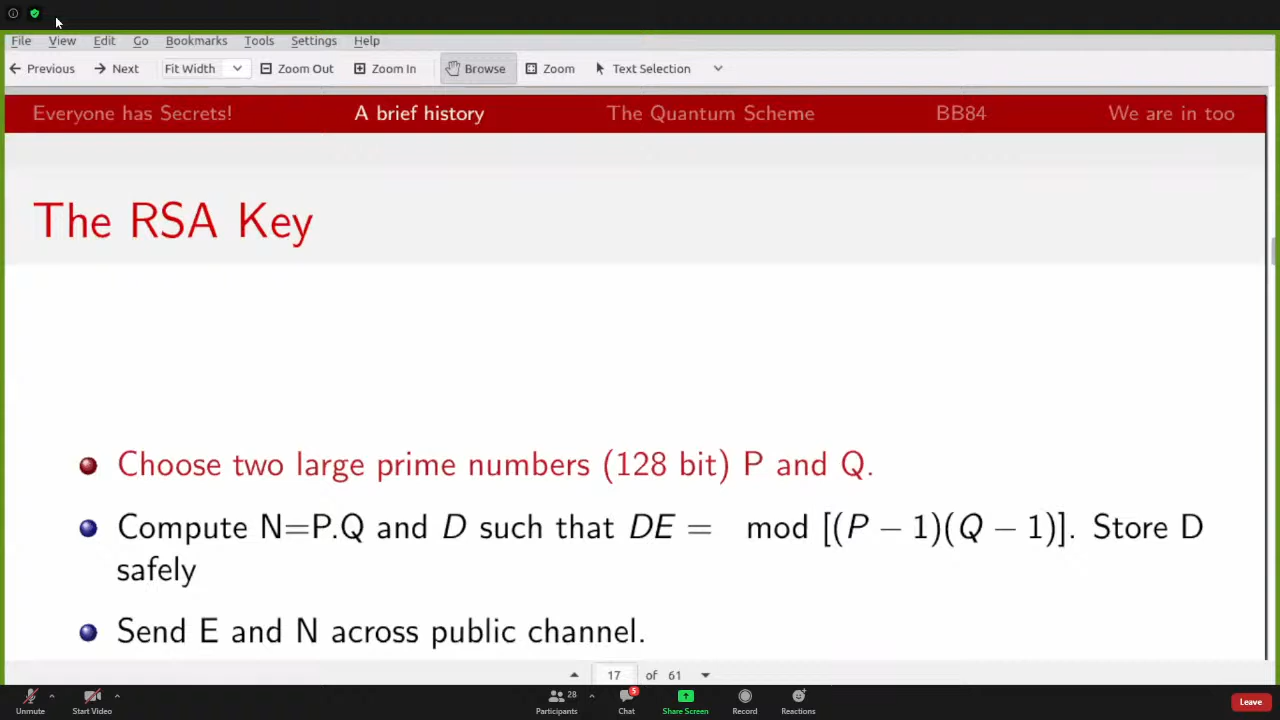 File View Edit Go Bookmarks Tools Settings Help
Previous Next Fit Width Zoom Out Zoom In Browse Zoom Text Selection
Everyone has Secrets! A brief history The Quantum Scheme BB84 We are in too
The RSA Key
Choose two large prime numbers (128 bit) P and Q.
Compute N=P.Q and D such that DE = mod [(P − 1)(Q − 1)]. Store D
safely
Send E and N across public channel.
17 of 61
28 5
Unmute Start Video Participants Chat Share Screen Record Reactions Leave